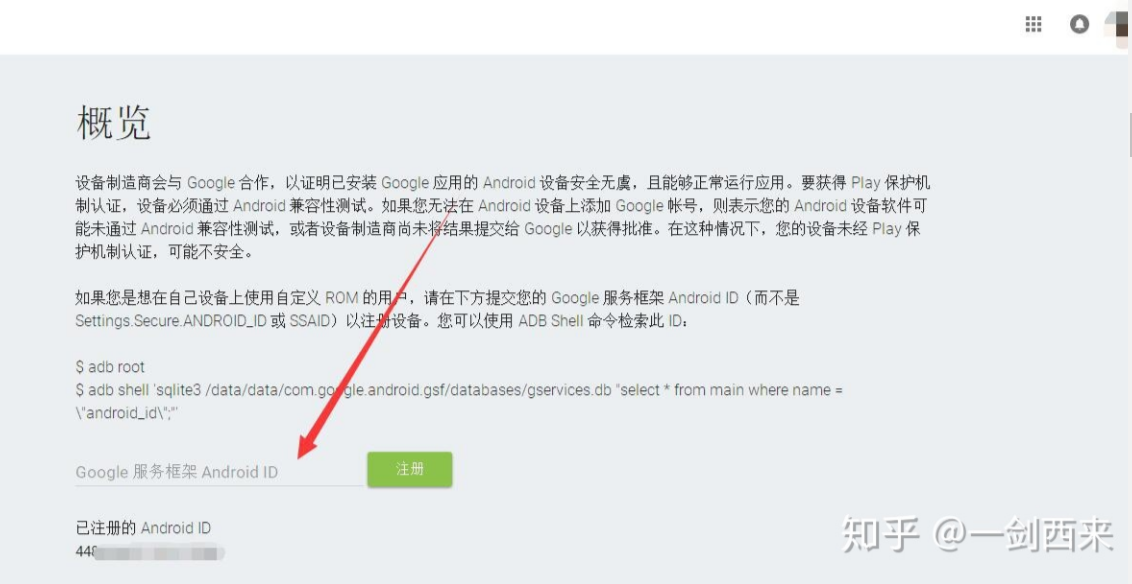 概览
设备制造商会与 Google 合作，以证明已安装 Google 应用的 Android 设备安全无虞，且能够正常运行应用。要获得 Play 保护机
制认证，设备必须通过 Android 兼容性测试。如果您无法在 Android 设备上添加 Google 帐号，则表示您的 Android 设备软件可
能未通过 Android 兼容性测试，或者设备制造商尚未将结果提交给 Google 以获得批准。在这种情况下，您的设备未经 Play 保
护机制认证，可能不安全。
如果您是想在自己设备上使用自定义 ROM 的用户，请在下方提交您的 Google 服务框架 Android ID（而不是
Settings.Secure.ANDROID_ID 或 SSAID）以注册设备。您可以使用 ADB Shell 命令检索此 ID：
$ adb root
$ adb shell 'sqlite3 /data/data/com.google.android.gsf/databases/gservices.db "select * from main where name =
\"android_id\";"'
Google 服务框架 Android ID
注册
已注册的 Android ID
448
知乎 @一剑西来